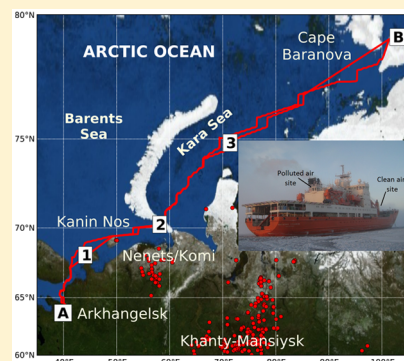 80°N
ARCTIC OCEAN
Cape
Baranova
B
Barents
Sea
Kara Sea
75°N
3
Polluted air
site
Clean air
site
Kanin Nos
70°N
2
1
Nenets/Komi
65°N
A
Arkhangelsk
Khanty-Mansiysk
60°N